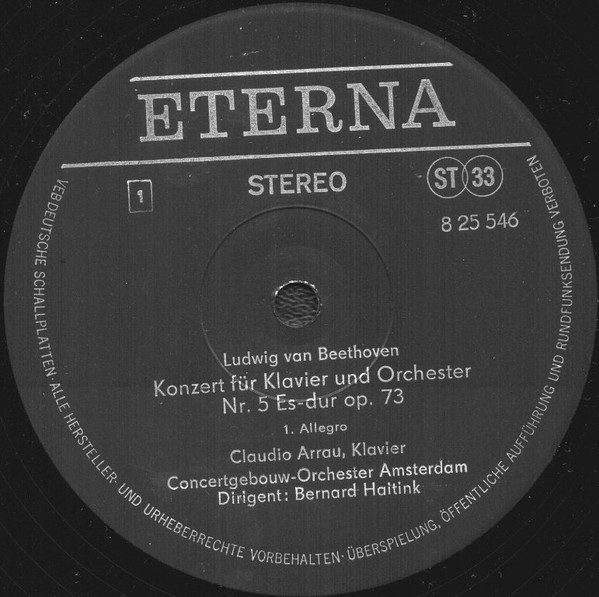 ETERNA
1
STEREO
ST 33
8 25 546
Ludwig van Beethoven
Konzert für Klavier und Orchester
Nr. 5 Es-dur op. 73
1. Allegro
Claudio Arrau, Klavier
Concertgebouw-Orchester Amsterdam
Dirigent: Bernard Haitink
VEB DEUTSCHE SCHALLPLATTEN · ALLE HERSTELLER- UND URHEBERRECHTE VORBEHALTEN · ÜBERSPIELUNG, ÖFFENTLICHE AUFFÜHRUNG UND RUNDFUNKSENDUNG VERBOTEN